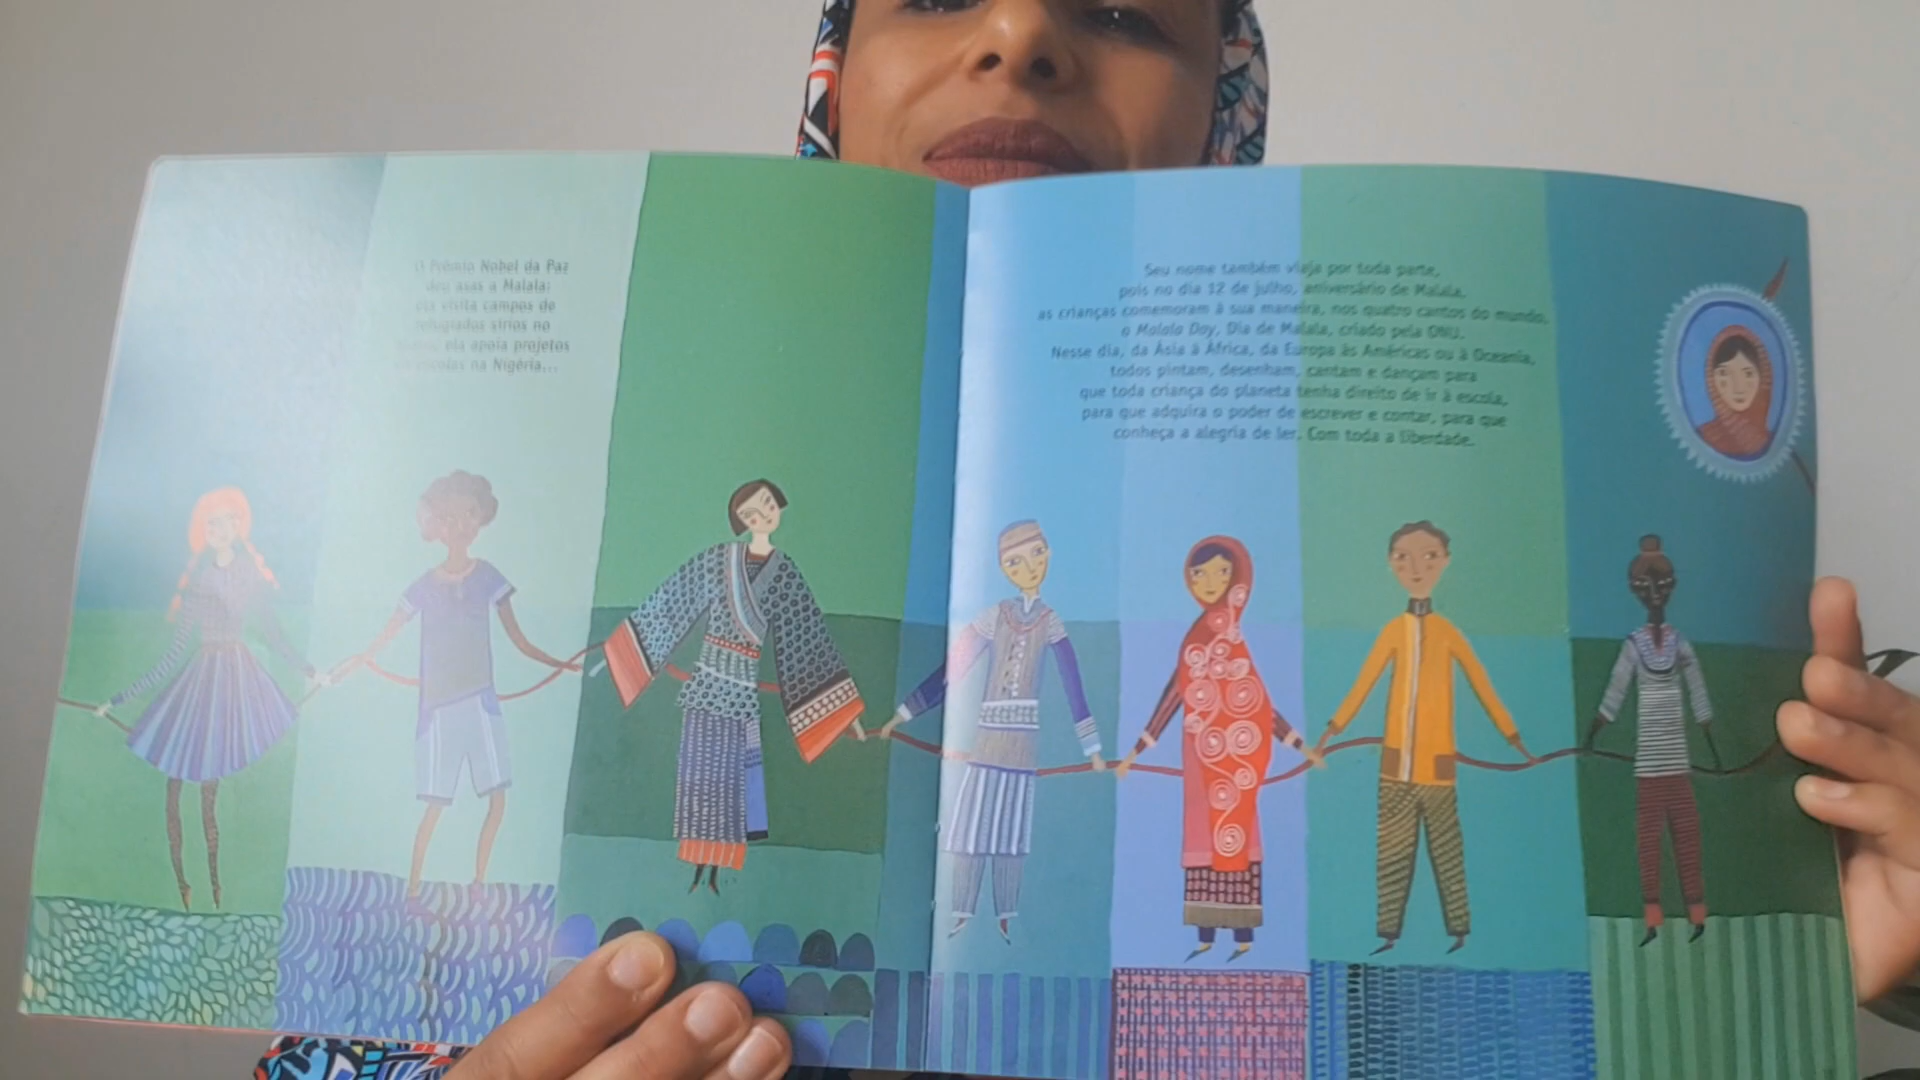 O Prêmio Nobel da Paz
deu asas a Malala:
ela visita campos de
refugiados sírios no
ela apoia projetos
escolas na Nigéria...
Seu nome também viaja por toda parte,
pois no dia 12 de julho, aniversário de Malala,
as crianças comemoram à sua maneira, nos quatro cantos do mundo,
o Malala Day, Dia de Malala, criado pela ONU.
Nesse dia, da Ásia à África, da Europa às Américas ou à Oceania,
todos pintam, desenham, cantam e dançam para
que toda criança do planeta tenha direito de ir à escola,
para que adquira o poder de escrever e contar, para que
conheça a alegria de ler. Com toda a liberdade.